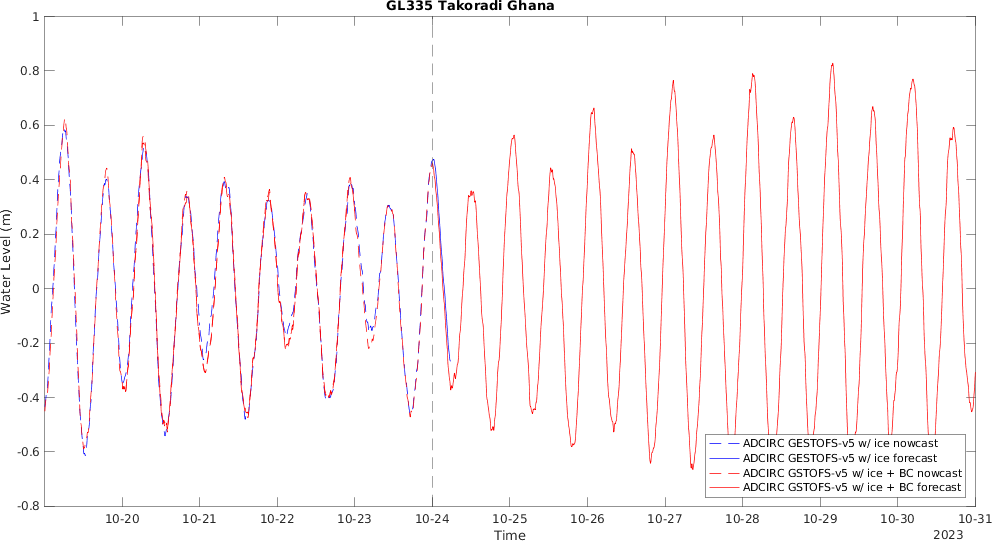 GL335 Takoradi Ghana
1
0.8
0.6
0.4
0.2
0
-0.2
-0.4
-0.6
-0.8
Water Level (m)
ADCIRC GESTOFS-v5 w/ ice nowcast
ADCIRC GESTOFS-v5 w/ ice forecast
ADCIRC GSTOFS-v5 w/ ice + BC nowcast
ADCIRC GSTOFS-v5 w/ ice + BC forecast
10-20 10-21 10-22 10-23 10-24 10-25 10-26 10-27 10-28 10-29 10-30 10-31
Time
2023